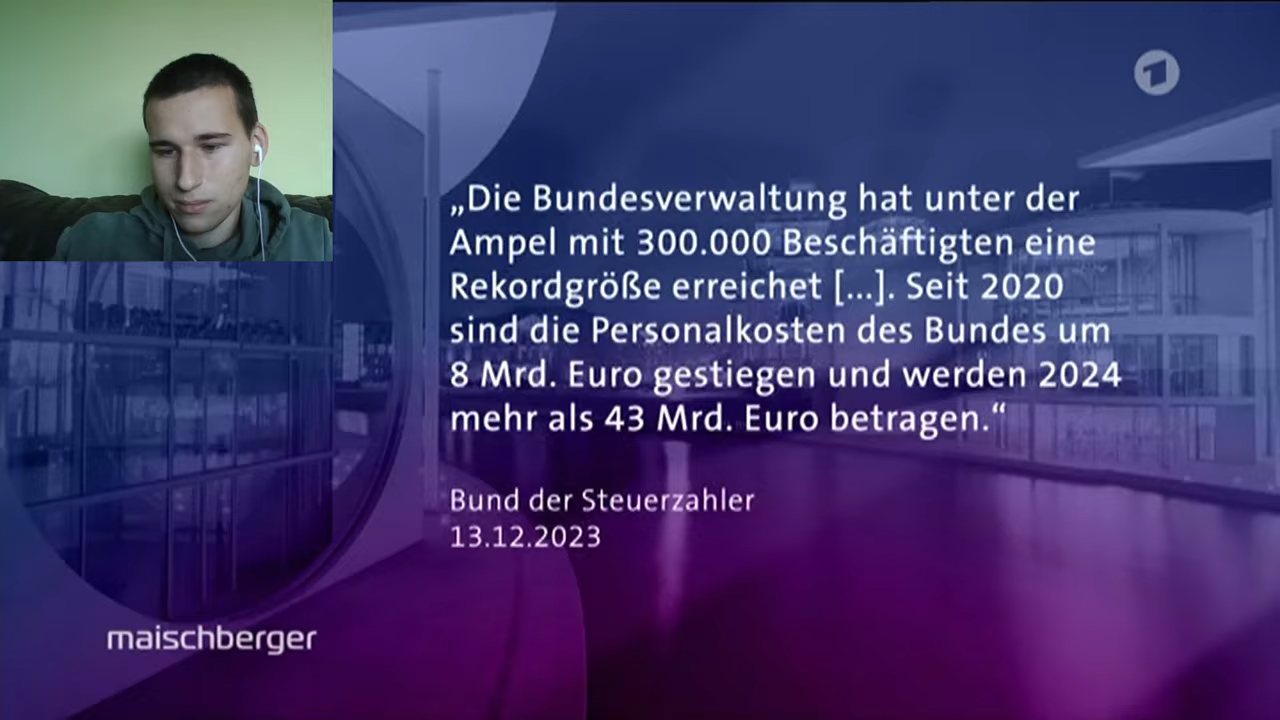 „Die Bundesverwaltung hat unter der
Ampel mit 300.000 Beschäftigten eine
Rekordgröße erreichet [...]. Seit 2020
sind die Personalkosten des Bundes um
8 Mrd. Euro gestiegen und werden 2024
mehr als 43 Mrd. Euro betragen.“
Bund der Steuerzahler
13.12.2023
maischberger